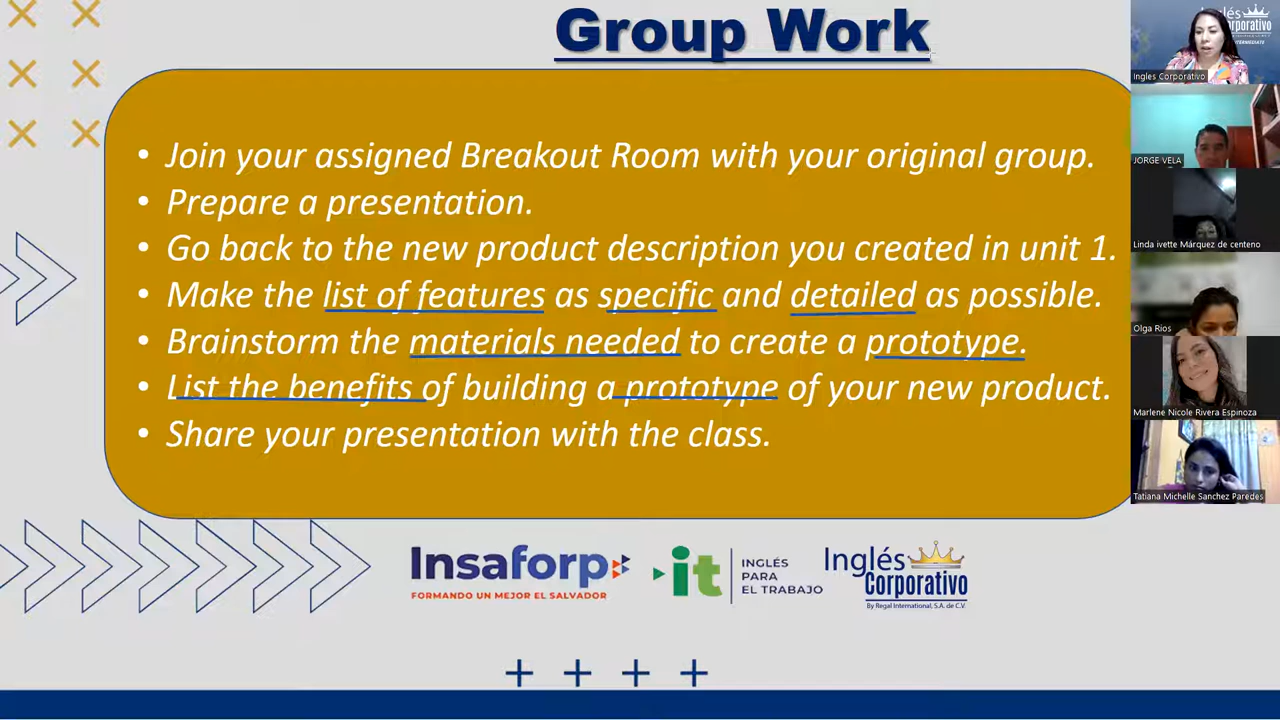 Group Work
• Join your assigned Breakout Room with your original group.
• Prepare a presentation.
• Go back to the new product description you created in unit 1.
• Make the list of features as specific and detailed as possible.
• Brainstorm the materials needed to create a prototype.
• List the benefits of building a prototype of your new product.
• Share your presentation with the class.
Insaforp
FORMANDO UN MEJOR EL SALVADOR
it
INGLÉS
PARA
EL TRABAJO
Inglés
Corporativo
By Regal International, S.A. de C.V.
Inglés
Corporativo
Ingles Corporativo
JORGE VELA
Linda ivette Márquez de centeno
Olga Rios
Marlene Nicole Rivera Espinoza
Tatiana Michelle Sanchez Paredes